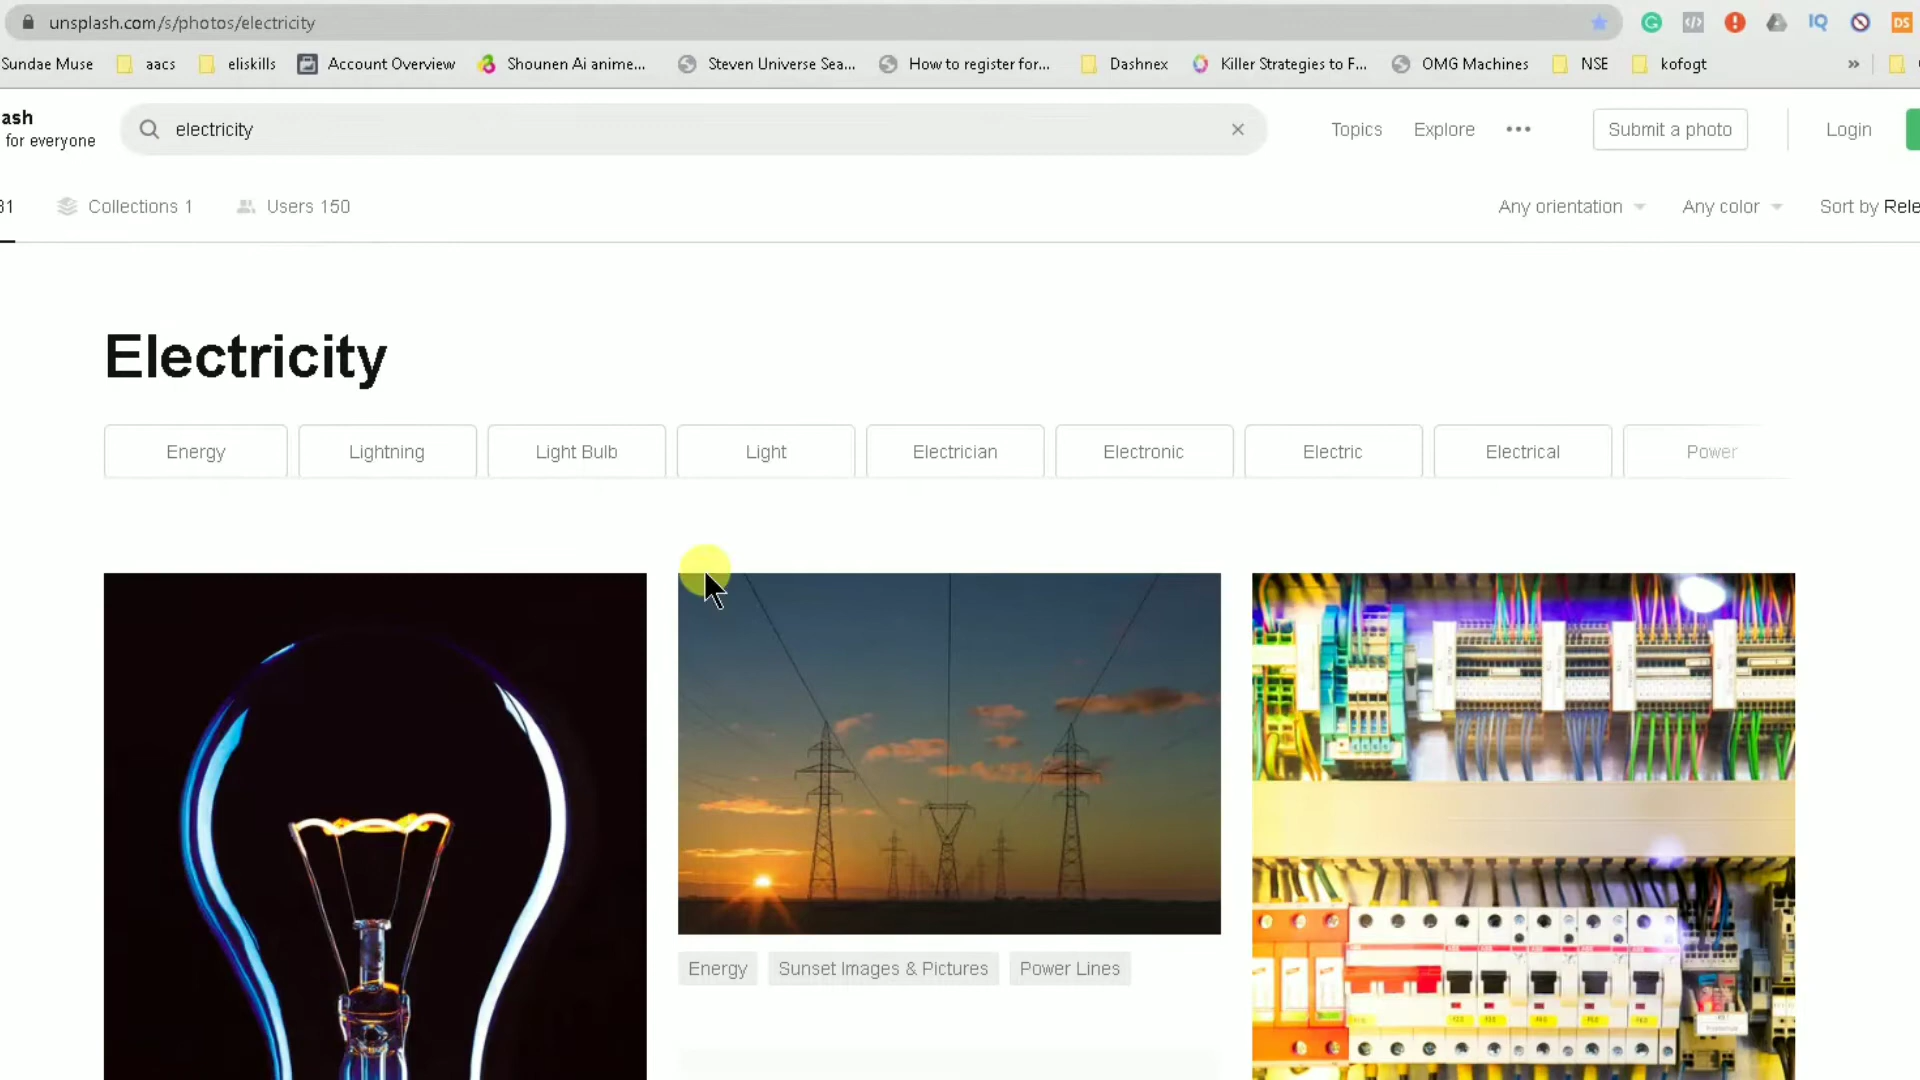 unsplash.com/s/photos/electricity
IQ
DS
Sundae Muse
aacs
eliskills
Account Overview
Shounen Ai anime...
Steven Universe Sea...
How to register for...
Dashnex
Killer Strategies to F...
OMG Machines
NSE
kofogt
»
ash
for everyone
electricity
Topics
Explore
Submit a photo
Login
31
Collections 1
Users 150
Any orientation
Any color
Sort by Rele
Electricity
Energy
Lightning
Light Bulb
Light
Electrician
Electronic
Electric
Electrical
Power
Energy
Sunset Images & Pictures
Power Lines